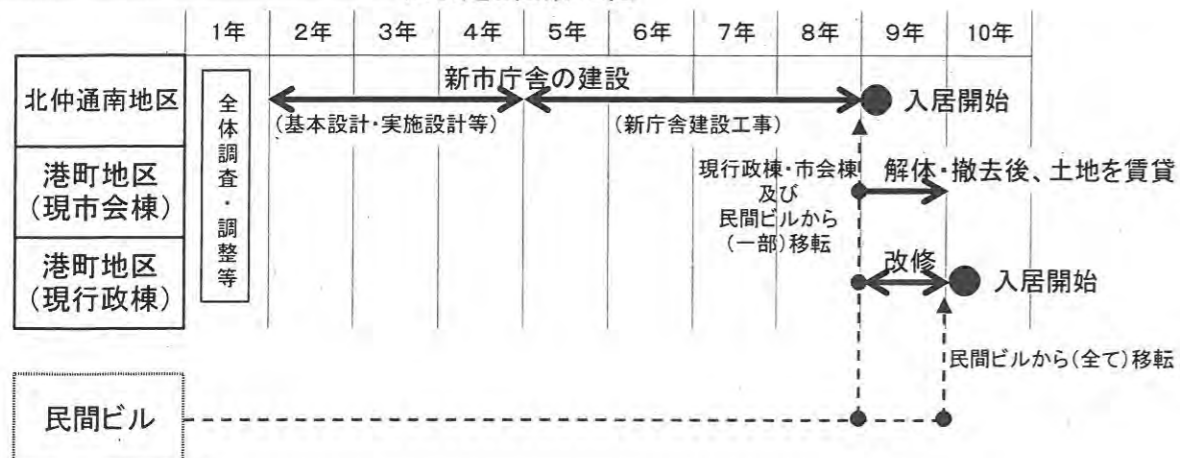 1年 2年 3年 4年 5年 6年 7年 8年 9年 10年
北仲通南地区
全体調査・調整等
新市庁舎の建設
(基本設計・実施設計等)
(新庁舎建設工事)
入居開始
港町地区
(現市会棟)
現行政棟・市会棟
及び
民間ビルから
(一部)移転
解体・撤去後、土地を賃貸
港町地区
(現行政棟)
改修
入居開始
民間ビルから(全て)移転
民間ビル